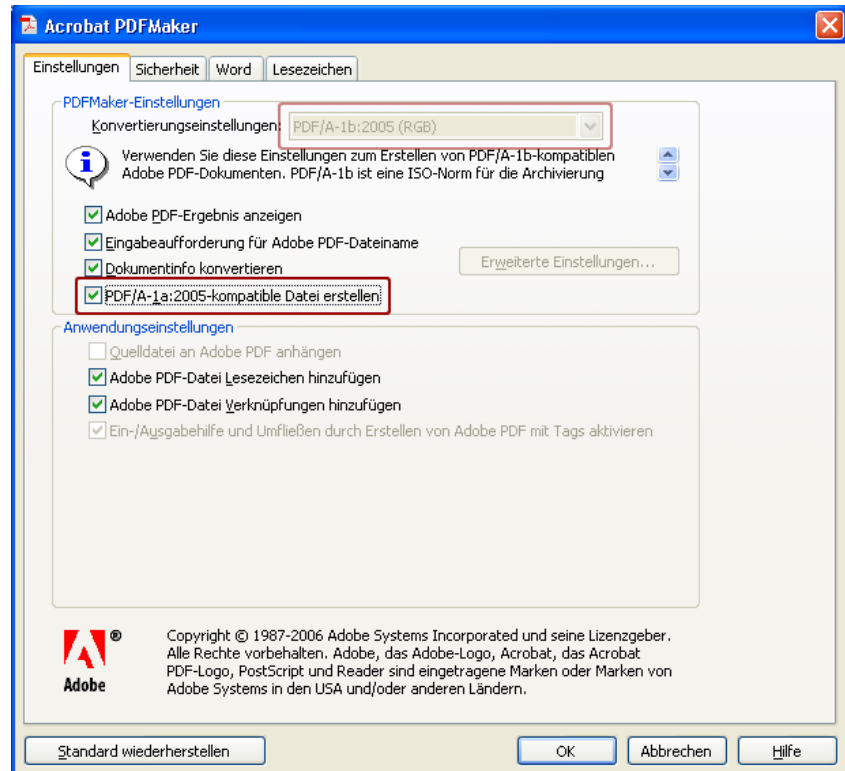 Acrobat PDFMaker
Einstellungen Sicherheit Word Lesezeichen
PDFMaker-Einstellungen
Konvertierungseinstellungen: PDF/A-1b:2005 (RGB)
Verwenden Sie diese Einstellungen zum Erstellen von PDF/A-1b-kompatiblen
Adobe PDF-Dokumenten. PDF/A-1b ist eine ISO-Norm für die Archivierung
Adobe PDF-Ergebnis anzeigen
Eingabeaufforderung für Adobe PDF-Dateiname
Dokumentinfo konvertieren
Erweiterte Einstellungen...
PDF/A-1a:2005-kompatible Datei erstellen
Anwendungseinstellungen
Quelldatei an Adobe PDF anhängen
Adobe PDF-Datei Lesezeichen hinzufügen
Adobe PDF-Datei Verknüpfungen hinzufügen
Ein-/Ausgabehilfe und Umfließen durch Erstellen von Adobe PDF mit Tags aktivieren
Adobe
®
Copyright © 1987-2006 Adobe Systems Incorporated und seine Lizenzgeber.
Alle Rechte vorbehalten. Adobe, das Adobe-Logo, Acrobat, das Acrobat
PDF-Logo, PostScript und Reader sind eingetragene Marken oder Marken von
Adobe Systems in den USA und/oder anderen Ländern.
Standard wiederherstellen OK Abbrechen Hilfe